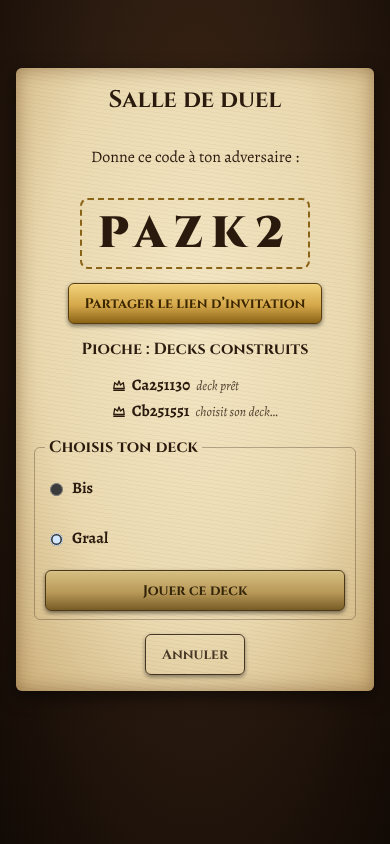 Salle de duel
Donne ce code à ton adversaire :
PAZK2
Partager le lien d'invitation
Pioche : Decks construits
Ca251130 deck prêt
Cb251551 choisit son deck…
Choisis ton deck
Bis
Graal
Jouer ce deck
Annuler